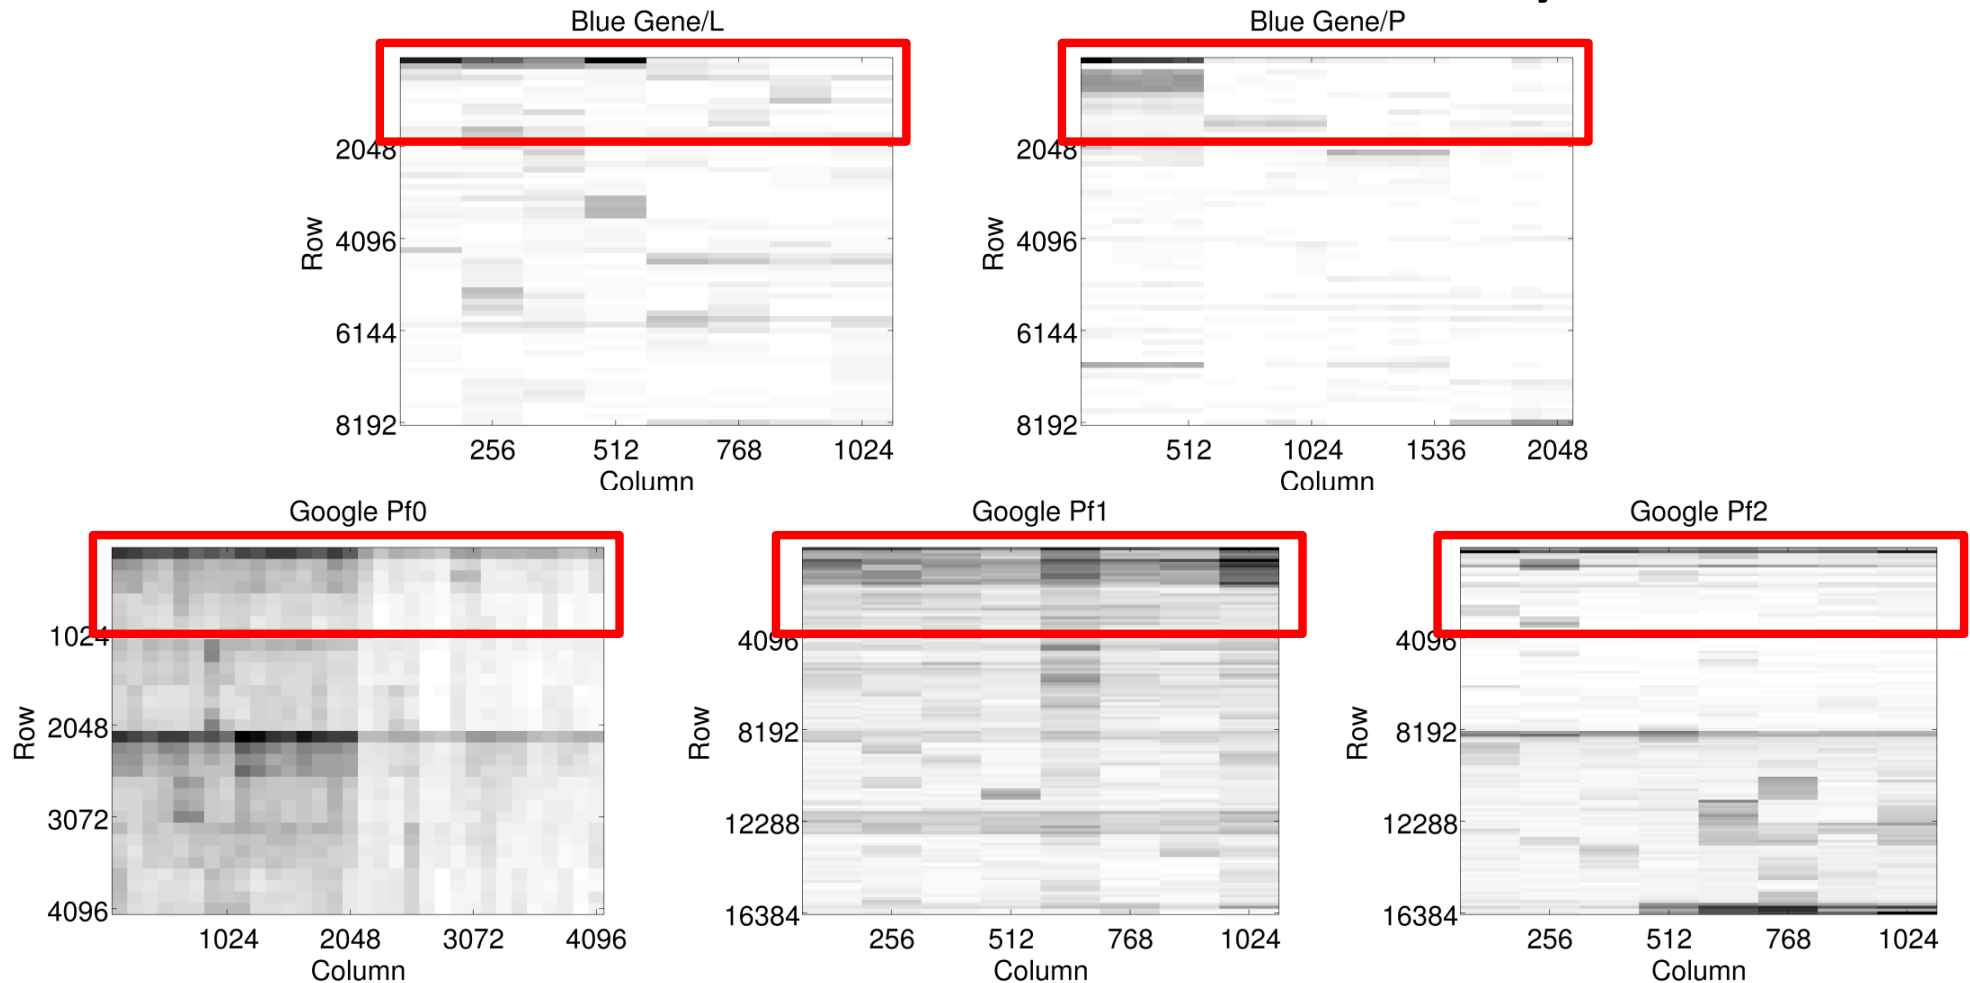 Blue Gene/L
Row
2048
4096
6144
8192
256 512 768 1024
Column
Blue Gene/P
Row
2048
4096
6144
8192
512 1024 1536 2048
Column
Google Pf0
Row
1024
2048
3072
4096
1024 2048 3072 4096
Column
Google Pf1
Row
4096
8192
12288
16384
256 512 768 1024
Column
Google Pf2
Row
4096
8192
12288
16384
256 512 768 1024
Column